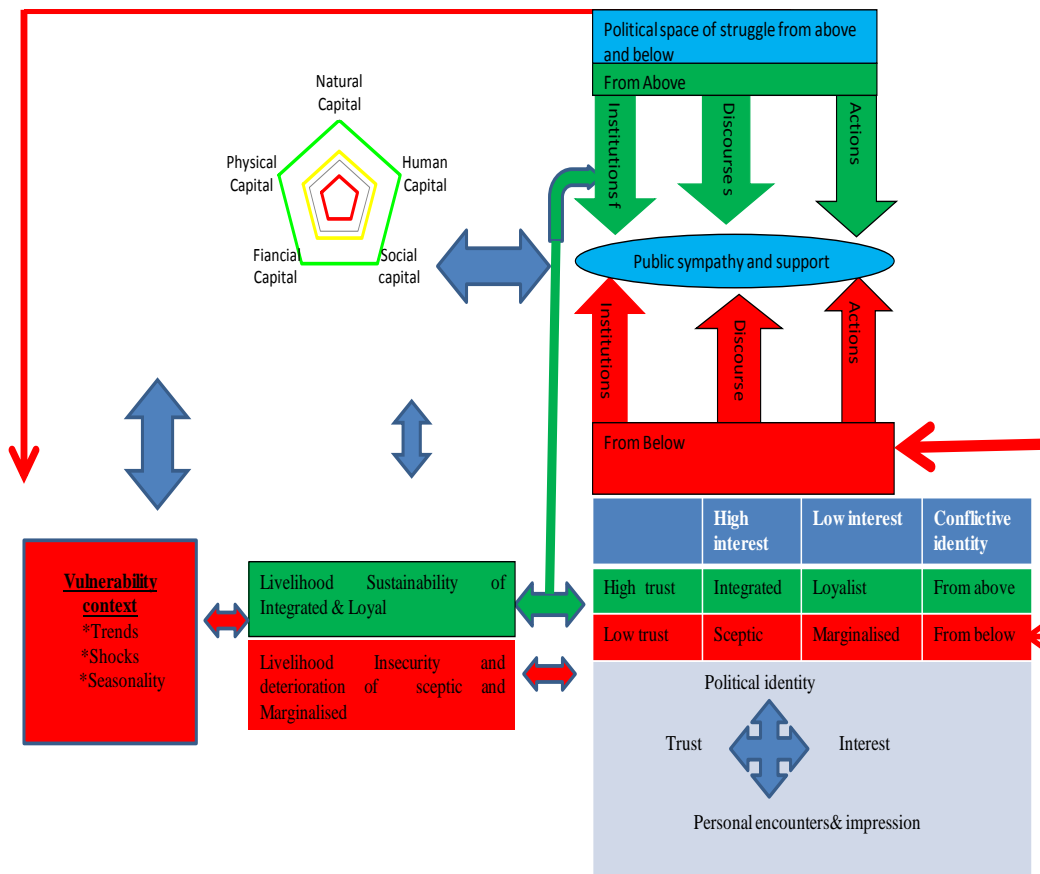 Political space of struggle from above
and below
From Above
Institutions f
Discourse s
Actions
Natural
Capital
Physical
Capital
Human
Capital
Fiancial
Capital
Social
capital
Public sympathy and support
Institutions
Discourse
Actions
From Below
High
interest
Low interest
Conflictive
identity
High trust
Integrated
Loyalist
From above
Low trust
Sceptic
Marginalised
From below
Vulnerability
context
*Trends
*Shocks
*Seasonality
Livelihood Sustainability of
Integrated & Loyal
Livelihood Insecurity and
deterioration of sceptic and
Marginalised
Political identity
Trust
Interest
Personal encounters& impression